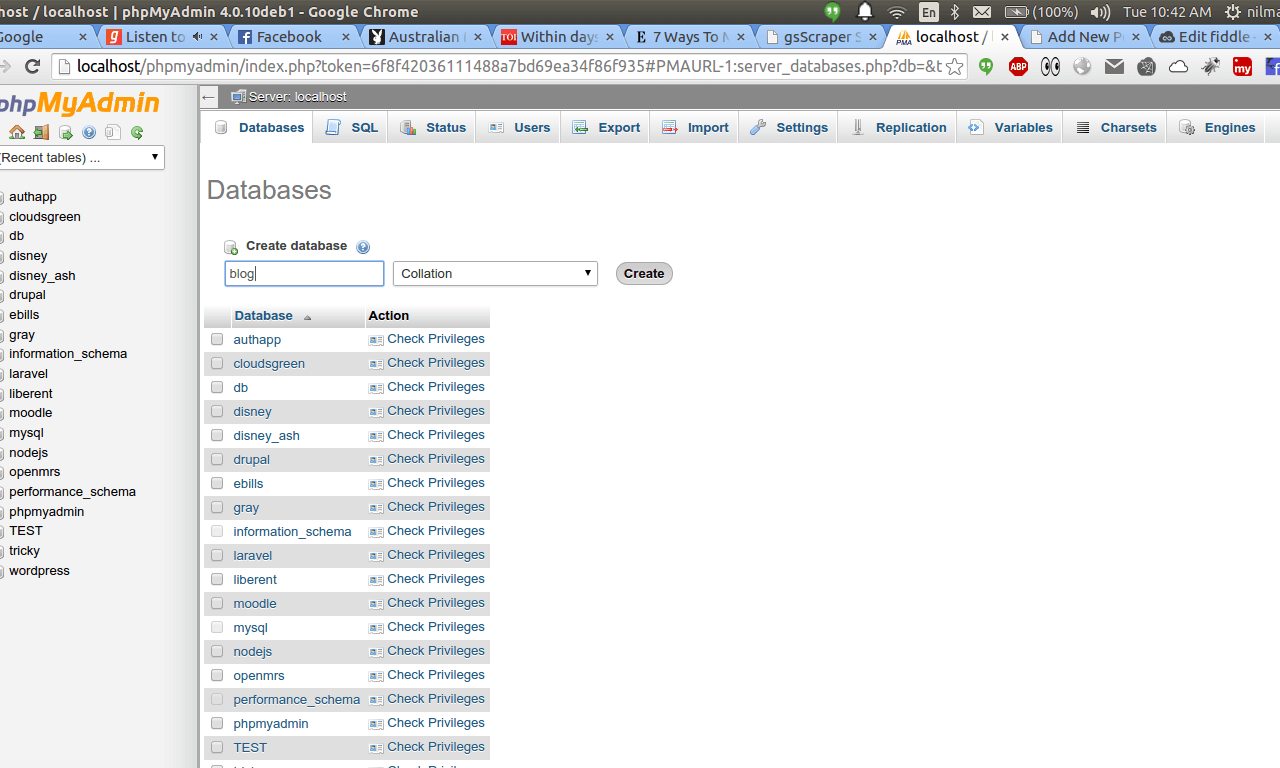 host / localhost | phpMyAdmin 4.0.10deb1 - Google Chrome En (100%) Tue 10:42 AM nilma
Google × Listen to × Facebook × Australian × Within days × 7 Ways To × gsScraper S × localhost / × Add New P × Edit fiddle - ×
localhost/phpmyadmin/index.php?token=6f8f42036111488a7bd69ea34f86f935#PMAURL-1:server_databases.php?db=&t ABP my
phpMyAdmin
(Recent tables) ...
authapp
cloudsgreen
db
disney
disney_ash
drupal
ebills
gray
information_schema
laravel
liberent
moodle
mysql
nodejs
openmrs
performance_schema
phpmyadmin
TEST
tricky
wordpress
← Server: localhost
Databases SQL Status Users Export Import Settings Replication Variables Charsets Engines
Databases
Create database
blog Collation Create
Database Action
authapp Check Privileges
cloudsgreen Check Privileges
db Check Privileges
disney Check Privileges
disney_ash Check Privileges
drupal Check Privileges
ebills Check Privileges
gray Check Privileges
information_schema Check Privileges
laravel Check Privileges
liberent Check Privileges
moodle Check Privileges
mysql Check Privileges
nodejs Check Privileges
openmrs Check Privileges
performance_schema Check Privileges
phpmyadmin Check Privileges
TEST Check Privileges